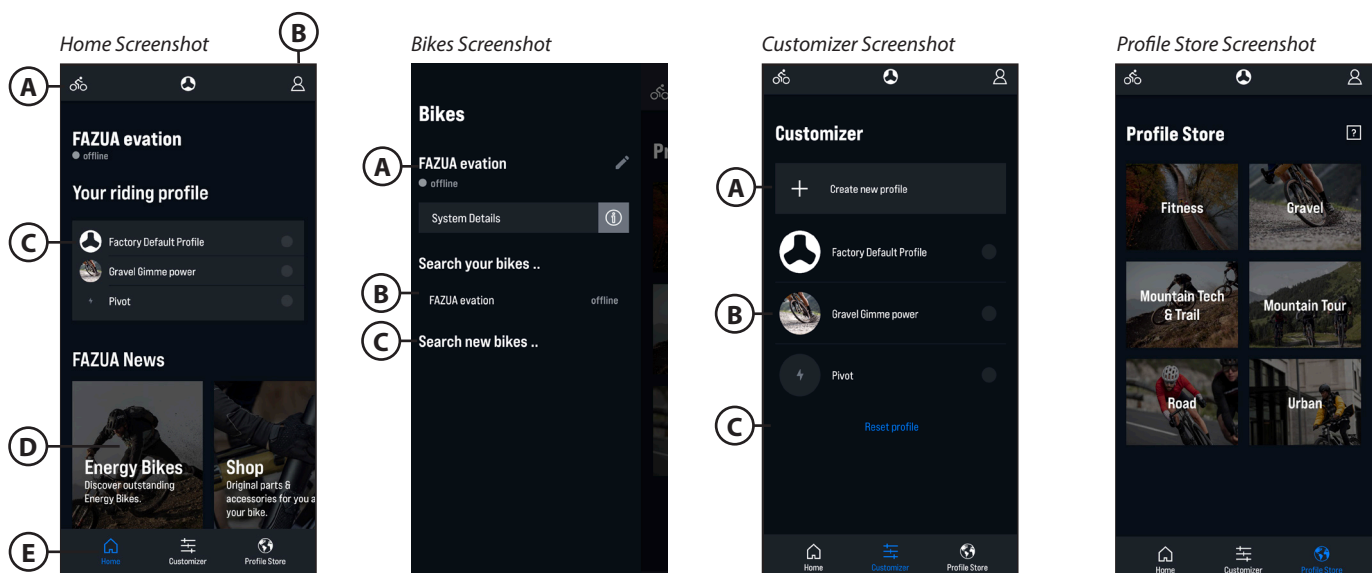 Home Screenshot
B
A
FAZUA evation
offline
Your riding profile
C
Factory Default Profile
Gravel Gimme power
Pivot
FAZUA News
D
Energy Bikes
Discover outstanding
Energy Bikes.
Shop
Original parts &
accessories for you a
your bike.
E
Home
Customizer
Profile Store
Bikes Screenshot
Bikes
Pr
A
FAZUA evation
offline
System Details
Search your bikes ..
B
FAZUA evation
offline
C
Search new bikes ..
Customizer Screenshot
Customizer
A
Create new profile
Factory Default Profile
B
Gravel Gimme power
Pivot
C
Reset profile
Home
Customizer
Profile Store
Profile Store Screenshot
Profile Store
?
Fitness
Gravel
Mountain Tech
& Trail
Mountain Tour
Road
Urban
Home
Customizer
Profile Store